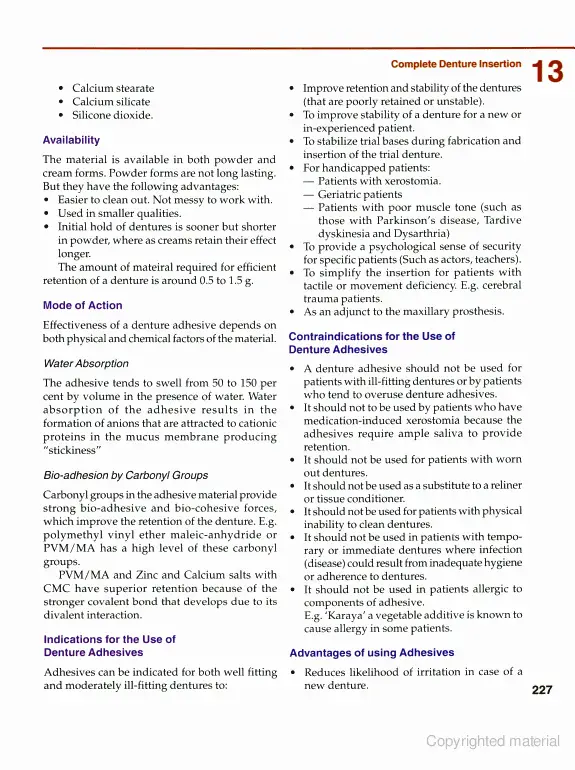 Complete Denture Insertion
13
• Calcium stearate
• Calcium silicate
• Silicone dioxide.
Availability
The material is available in both powder and
cream forms. Powder forms are not long lasting.
But they have the following advantages:
• Easier to clean out. Not messy to work with.
• Used in smaller qualities.
• Initial hold of dentures is sooner but shorter
in powder, where as creams retain their effect
longer.
The amount of mateiral required for efficient
retention of a denture is around 0.5 to 1.5 g.
Mode of Action
Effectiveness of a denture adhesive depends on
both physical and chemical factors of the material.
Water Absorption
The adhesive tends to swell from 50 to 150 per
cent by volume in the presence of water. Water
absorption of the adhesive results in the
formation of anions that are attracted to cationic
proteins in the mucus membrane producing
“stickiness”
Bio-adhesion by Carbonyl Groups
Carbonyl groups in the adhesive material provide
strong bio-adhesive and bio-cohesive forces,
which improve the retention of the denture. E.g.
polymethyl vinyl ether maleic-anhydride or
PVM/MA has a high level of these carbonyl
groups.
PVM/MA and Zinc and Calcium salts with
CMC have superior retention because of the
stronger covalent bond that develops due to its
divalent interaction.
Indications for the Use of
Denture Adhesives
Adhesives can be indicated for both well fitting
and moderately ill-fitting dentures to:
• Improve retention and stability of the dentures
(that are poorly retained or unstable).
• To improve stability of a denture for a new or
in-experienced patient.
• To stabilize trial bases during fabrication and
insertion of the trial denture.
• For handicapped patients:
— Patients with xerostomia.
— Geriatric patients
— Patients with poor muscle tone (such as
those with Parkinson's disease, Tardive
dyskinesia and Dysarthria)
• To provide a psychological sense of security
for specific patients (Such as actors, teachers).
• To simplify the insertion for patients with
tactile or movement deficiency. E.g. cerebral
trauma patients.
• As an adjunct to the maxillary prosthesis.
Contraindications for the Use of
Denture Adhesives
• A denture adhesive should not be used for
patients with ill-fitting dentures or by patients
who tend to overuse denture adhesives.
• It should not to be used by patients who have
medication-induced xerostomia because the
adhesives require ample saliva to provide
retention.
• It should not be used for patients with worn
out dentures.
• It should not be used as a substitute to a reliner
or tissue conditioner.
• It should not be used for patients with physical
inability to clean dentures.
• It should not be used in patients with tempo-
rary or immediate dentures where infection
(disease) could result from inadequate hygiene
or adherence to dentures.
• It should not be used in patients allergic to
components of adhesive.
E.g. 'Karaya' a vegetable additive is known to
cause allergy in some patients.
Advantages of using Adhesives
• Reduces likelihood of irritation in case of a
new denture.
227
Copyrighted material